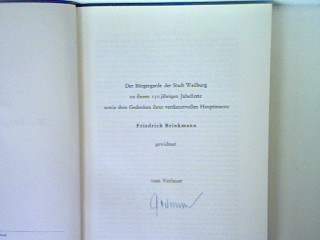 Der Bürgergarde der Stadt Weilburg
zu ihrem 150jährigen Jubelfeste
sowie dem Gedenken ihres verdienstvollen Hauptmanns
Friedrich Brinkmann
gewidmet
vom Verfasser